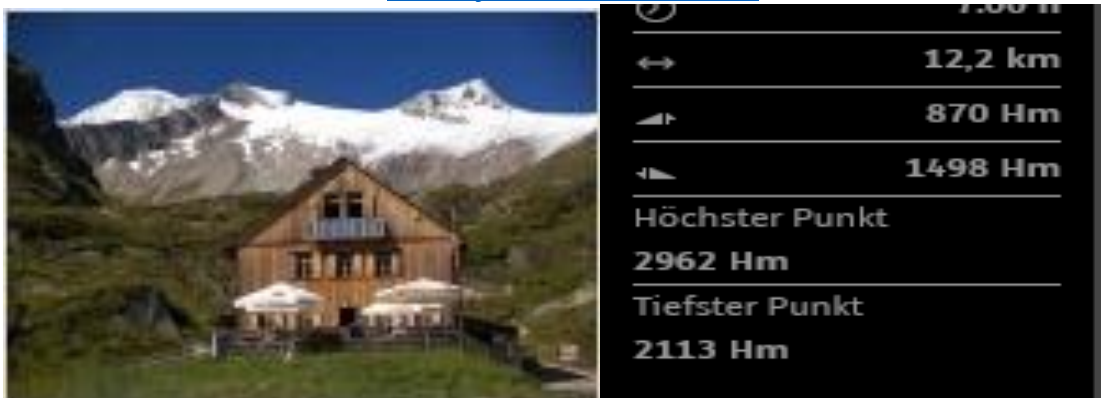 12,2 km
870 Hm
1498 Hm
Höchster Punkt
2962 Hm
Tiefster Punkt
2113 Hm